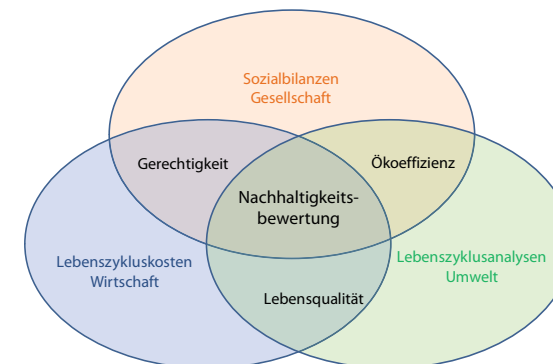 Sozialbilanzen
Gesellschaft
Gerechtigkeit
Ökoeffizienz
Nachhaltigkeits-
bewertung
Lebenszykluskosten
Wirtschaft
Lebenszyklusanalysen
Umwelt
Lebensqualität